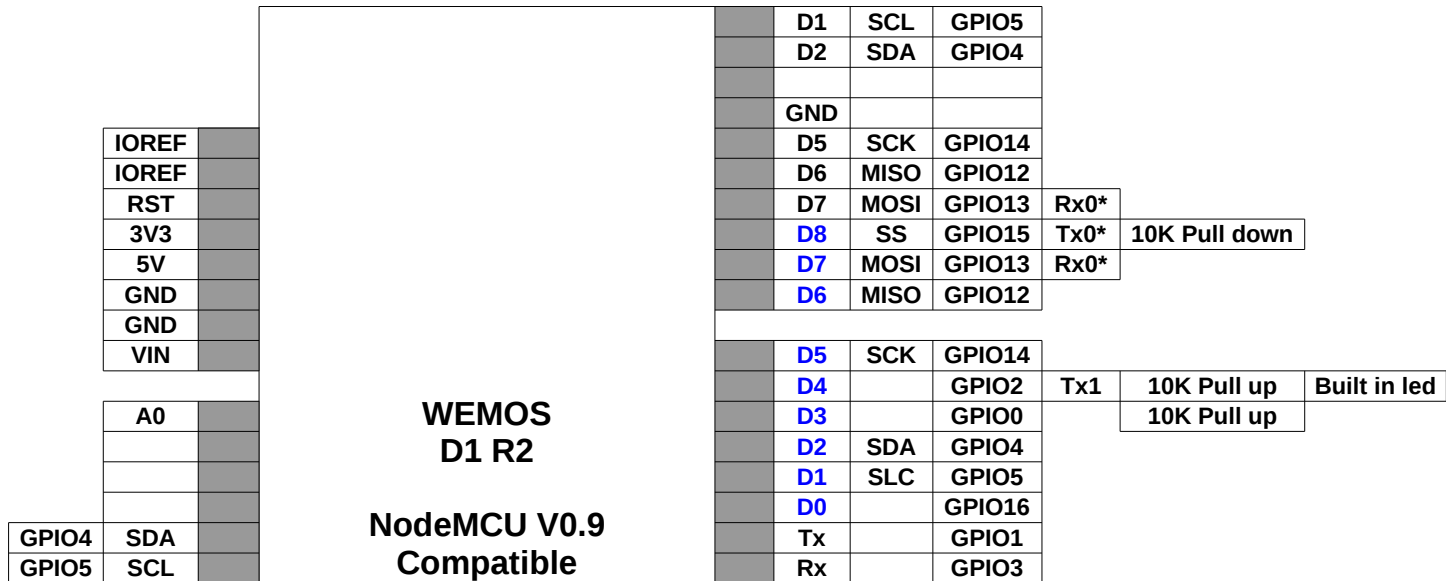 D1 SCL GPIO5
D2 SDA GPIO4
GND
IOREF D5 SCK GPIO14
IOREF D6 MISO GPIO12
RST D7 MOSI GPIO13 Rx0*
3V3 D8 SS GPIO15 Tx0* 10K Pull down
5V D7 MOSI GPIO13 Rx0*
GND D6 MISO GPIO12
GND
VIN D5 SCK GPIO14
D4 GPIO2 Tx1 10K Pull up Built in led
A0 WEMOS D3 GPIO0 10K Pull up
D1 R2 D2 SDA GPIO4
D1 SLC GPIO5
NodeMCU V0.9 D0 GPIO16
GPIO4 SDA Tx GPIO1
GPIO5 SCL Compatible Rx GPIO3